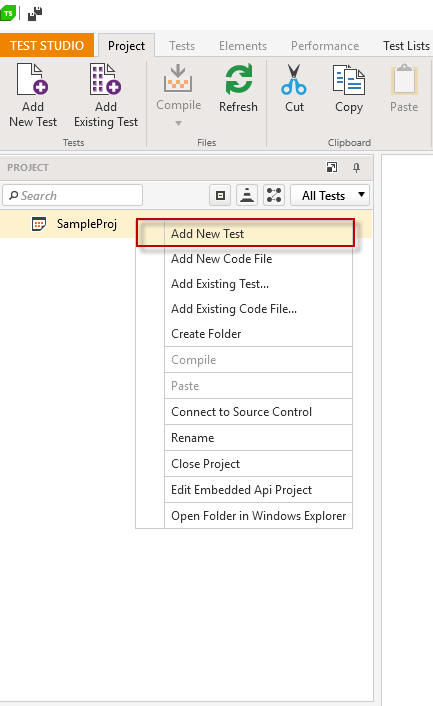 TS
TEST STUDIO Project Tests Elements Performance Test Lists
Add New Test
Add Existing Test
Compile
Refresh
Cut
Copy
Paste
Tests Files Clipboard
PROJECT
Search All Tests
SampleProj
Add New Test
Add New Code File
Add Existing Test...
Add Existing Code File...
Create Folder
Compile
Paste
Connect to Source Control
Rename
Close Project
Edit Embedded Api Project
Open Folder in Windows Explorer